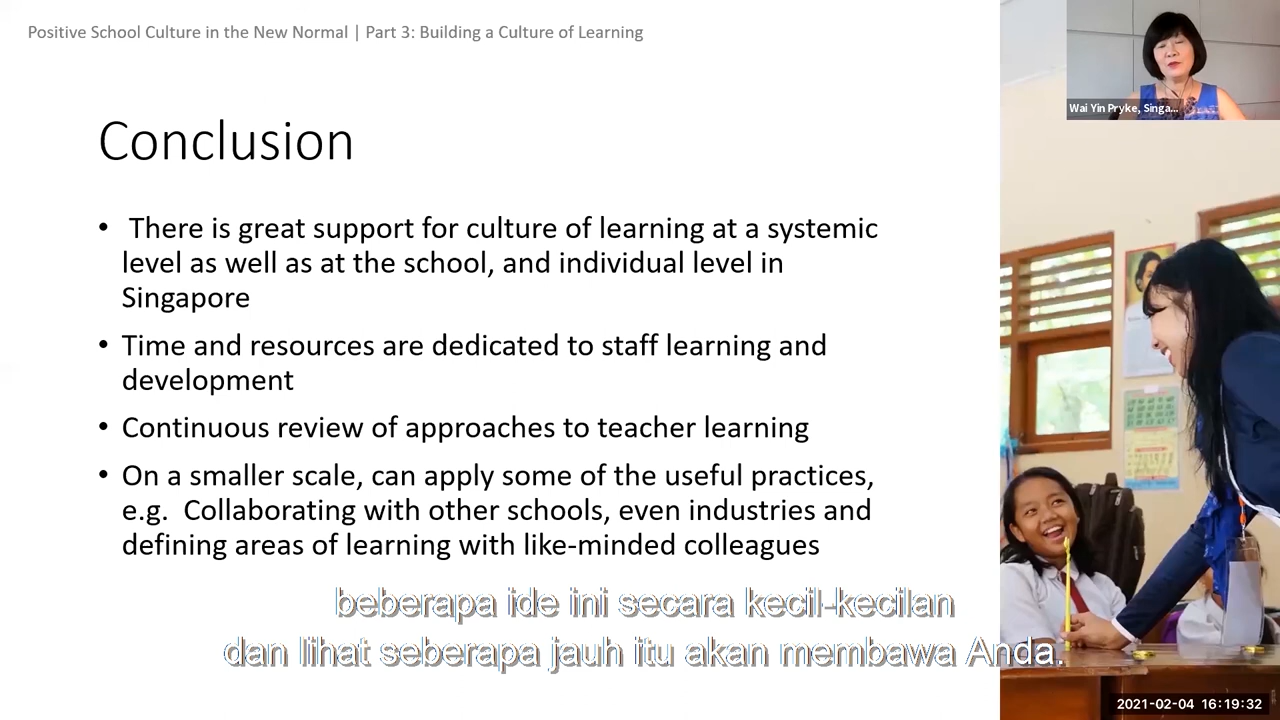 Positive School Culture in the New Normal | Part 3: Building a Culture of Learning
Wai Yin Pryke, Singa...
Conclusion
• There is great support for culture of learning at a systemic
level as well as at the school, and individual level in
Singapore
• Time and resources are dedicated to staff learning and
development
• Continuous review of approaches to teacher learning
• On a smaller scale, can apply some of the useful practices,
e.g. Collaborating with other schools, even industries and
defining areas of learning with like-minded colleagues
beberapa ide ini secara kecil-kecilan
dan lihat seberapa jauh itu akan membawa Anda.
2021-02-04 16:19:32